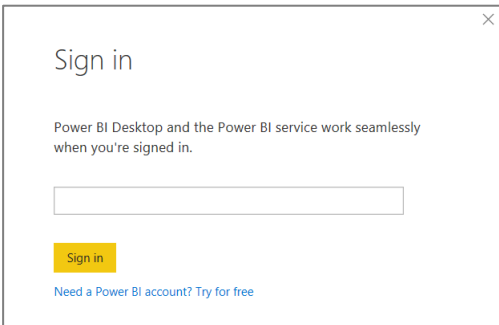 Sign in
Power BI Desktop and the Power BI service work seamlessly
when you're signed in.
Sign in
Need a Power BI account? Try for free